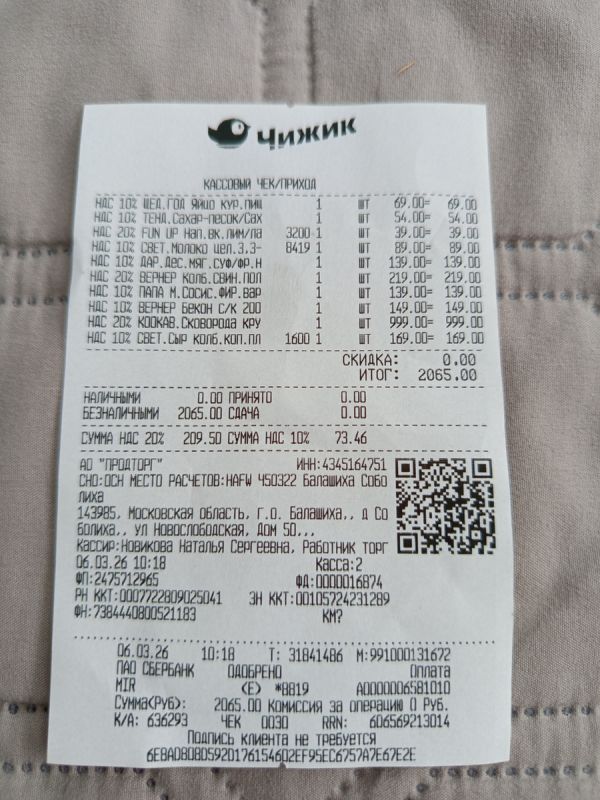 Чижик
КАССОВЫЙ ЧЕК/ПРИХОД
НДС 10% ЩЕД.ГОД Яйцо кур.пищ 1 шт 69.00= 69.00
НДС 10% ТЕНД.Сахар-песок/Сах 1 шт 54.00= 54.00
НДС 20% FUN UP Нап.вк.лим/ла 3200 1 шт 39.00= 39.00
НДС 10% СВЕТ.Молоко цел.3,3- 8419 1 шт 89.00= 89.00
НДС 10% ДАР.Дес.мяг.суф/фр.н 1 шт 139.00= 139.00
НДС 20% ВЕРНЕР Колб.СВИН.ПОЛ 1 шт 219.00= 219.00
НДС 10% ПАПА М.Сосис.ФИР.вар 1 шт 139.00= 139.00
НДС 10% ВЕРНЕР Бекон с/к 200 1 шт 149.00= 149.00
НДС 20% КООКАВ.Сковорода кру 1 шт 999.00= 999.00
НДС 10% СВЕТ.Сыр колб.коп.пл 1600 1 шт 169.00= 169.00
СКИДКА: 0.00
ИТОГ: 2065.00
НАЛИЧНЫМИ 0.00 ПРИНЯТО 0.00
БЕЗНАЛИЧНЫМИ 2065.00 СДАЧА 0.00
СУММА НДС 20% 209.50 СУММА НДС 10% 73.46
АО "ПРОДТОРГ" ИНН:4345164751
СНО:ОСН МЕСТО РАСЧЕТОВ:HAFW Ч50322 Балашиха Собо
лиха
143985, Московская область, Г.О. Балашиха,, д Со
болиха,, ул Новослободская, Дом 50,,,
Кассир:Новикова Наталья Сергеевна, Работник торг
06.03.26 10:18 Касса:2
ФП:2475712965 ФД:0000016874
РН ККТ:0007722809025041 ЗН ККТ:00105724231289
ФН:7384440800521183 КМ?
06.03.26 10:18 Т: 31841486 М:991000131672
ПАО СБЕРБАНК ОДОБРЕНО Оплата
MIR (E) *8819 A0000006581010
Сумма(Руб): 2065.00 Комиссия за операцию 0 Руб.
К/А: 636293 ЧЕК 0030 RRN: 606569213014
Подпись клиента не требуется
6E8AD808D5920176154602EF95EC6757A7E67E2E